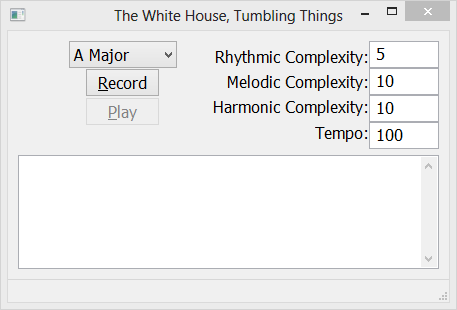 The White House, Tumbling Things
A Major
Rhythmic Complexity: 5
Record
Melodic Complexity: 10
Play
Harmonic Complexity: 10
Tempo: 100